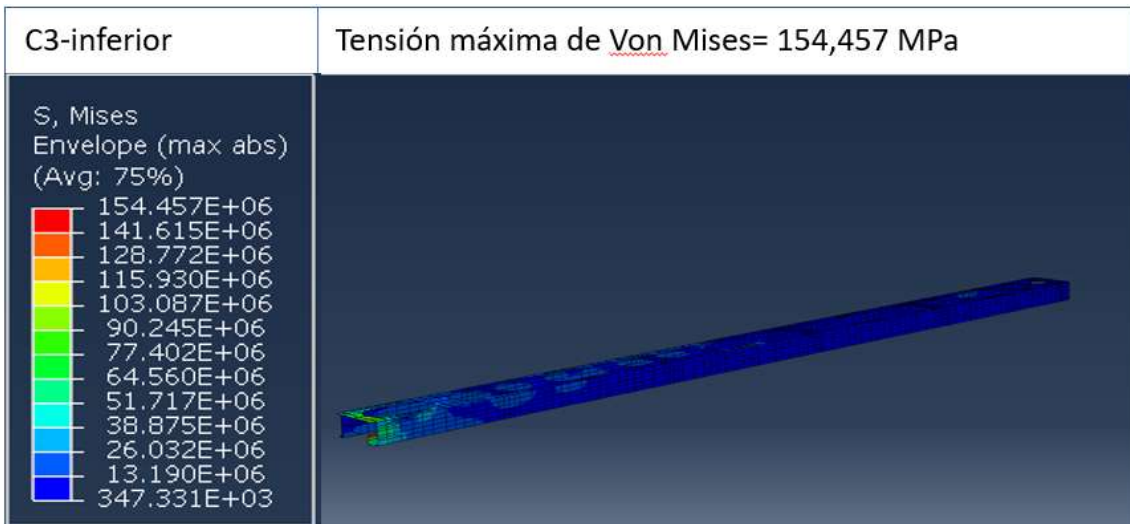 C3-inferior
Tensión máxima de Von Mises= 154,457 MPa
S, Mises
Envelope (max abs)
(Avg: 75%)
154.457E+06
141.615E+06
128.772E+06
115.930E+06
103.087E+06
90.245E+06
77.402E+06
64.560E+06
51.717E+06
38.875E+06
26.032E+06
13.190E+06
347.331E+03